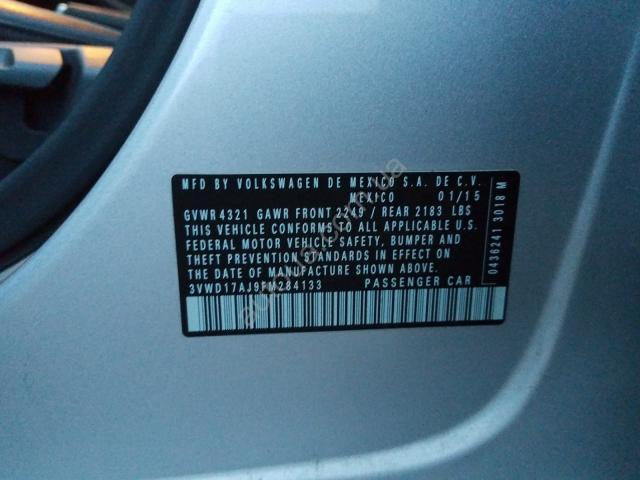 MFD BY VOLKSWAGEN DE MEXICO S.A. DE C.V.
MEXICO 01/15
GVWR 4321 GAWR FRONT / REAR 2183 LBS
THIS VEHICLE CONFORMS TO ALL APPLICABLE U.S.
FEDERAL MOTOR VEHICLE SAFETY, BUMPER AND
THEFT PREVENTION STANDARDS IN EFFECT ON THE
DATE OF MANUFACTURE SHOWN ABOVE.
3VWD17AJ9FM284133 PASSENGER CAR
0436241 3018 M